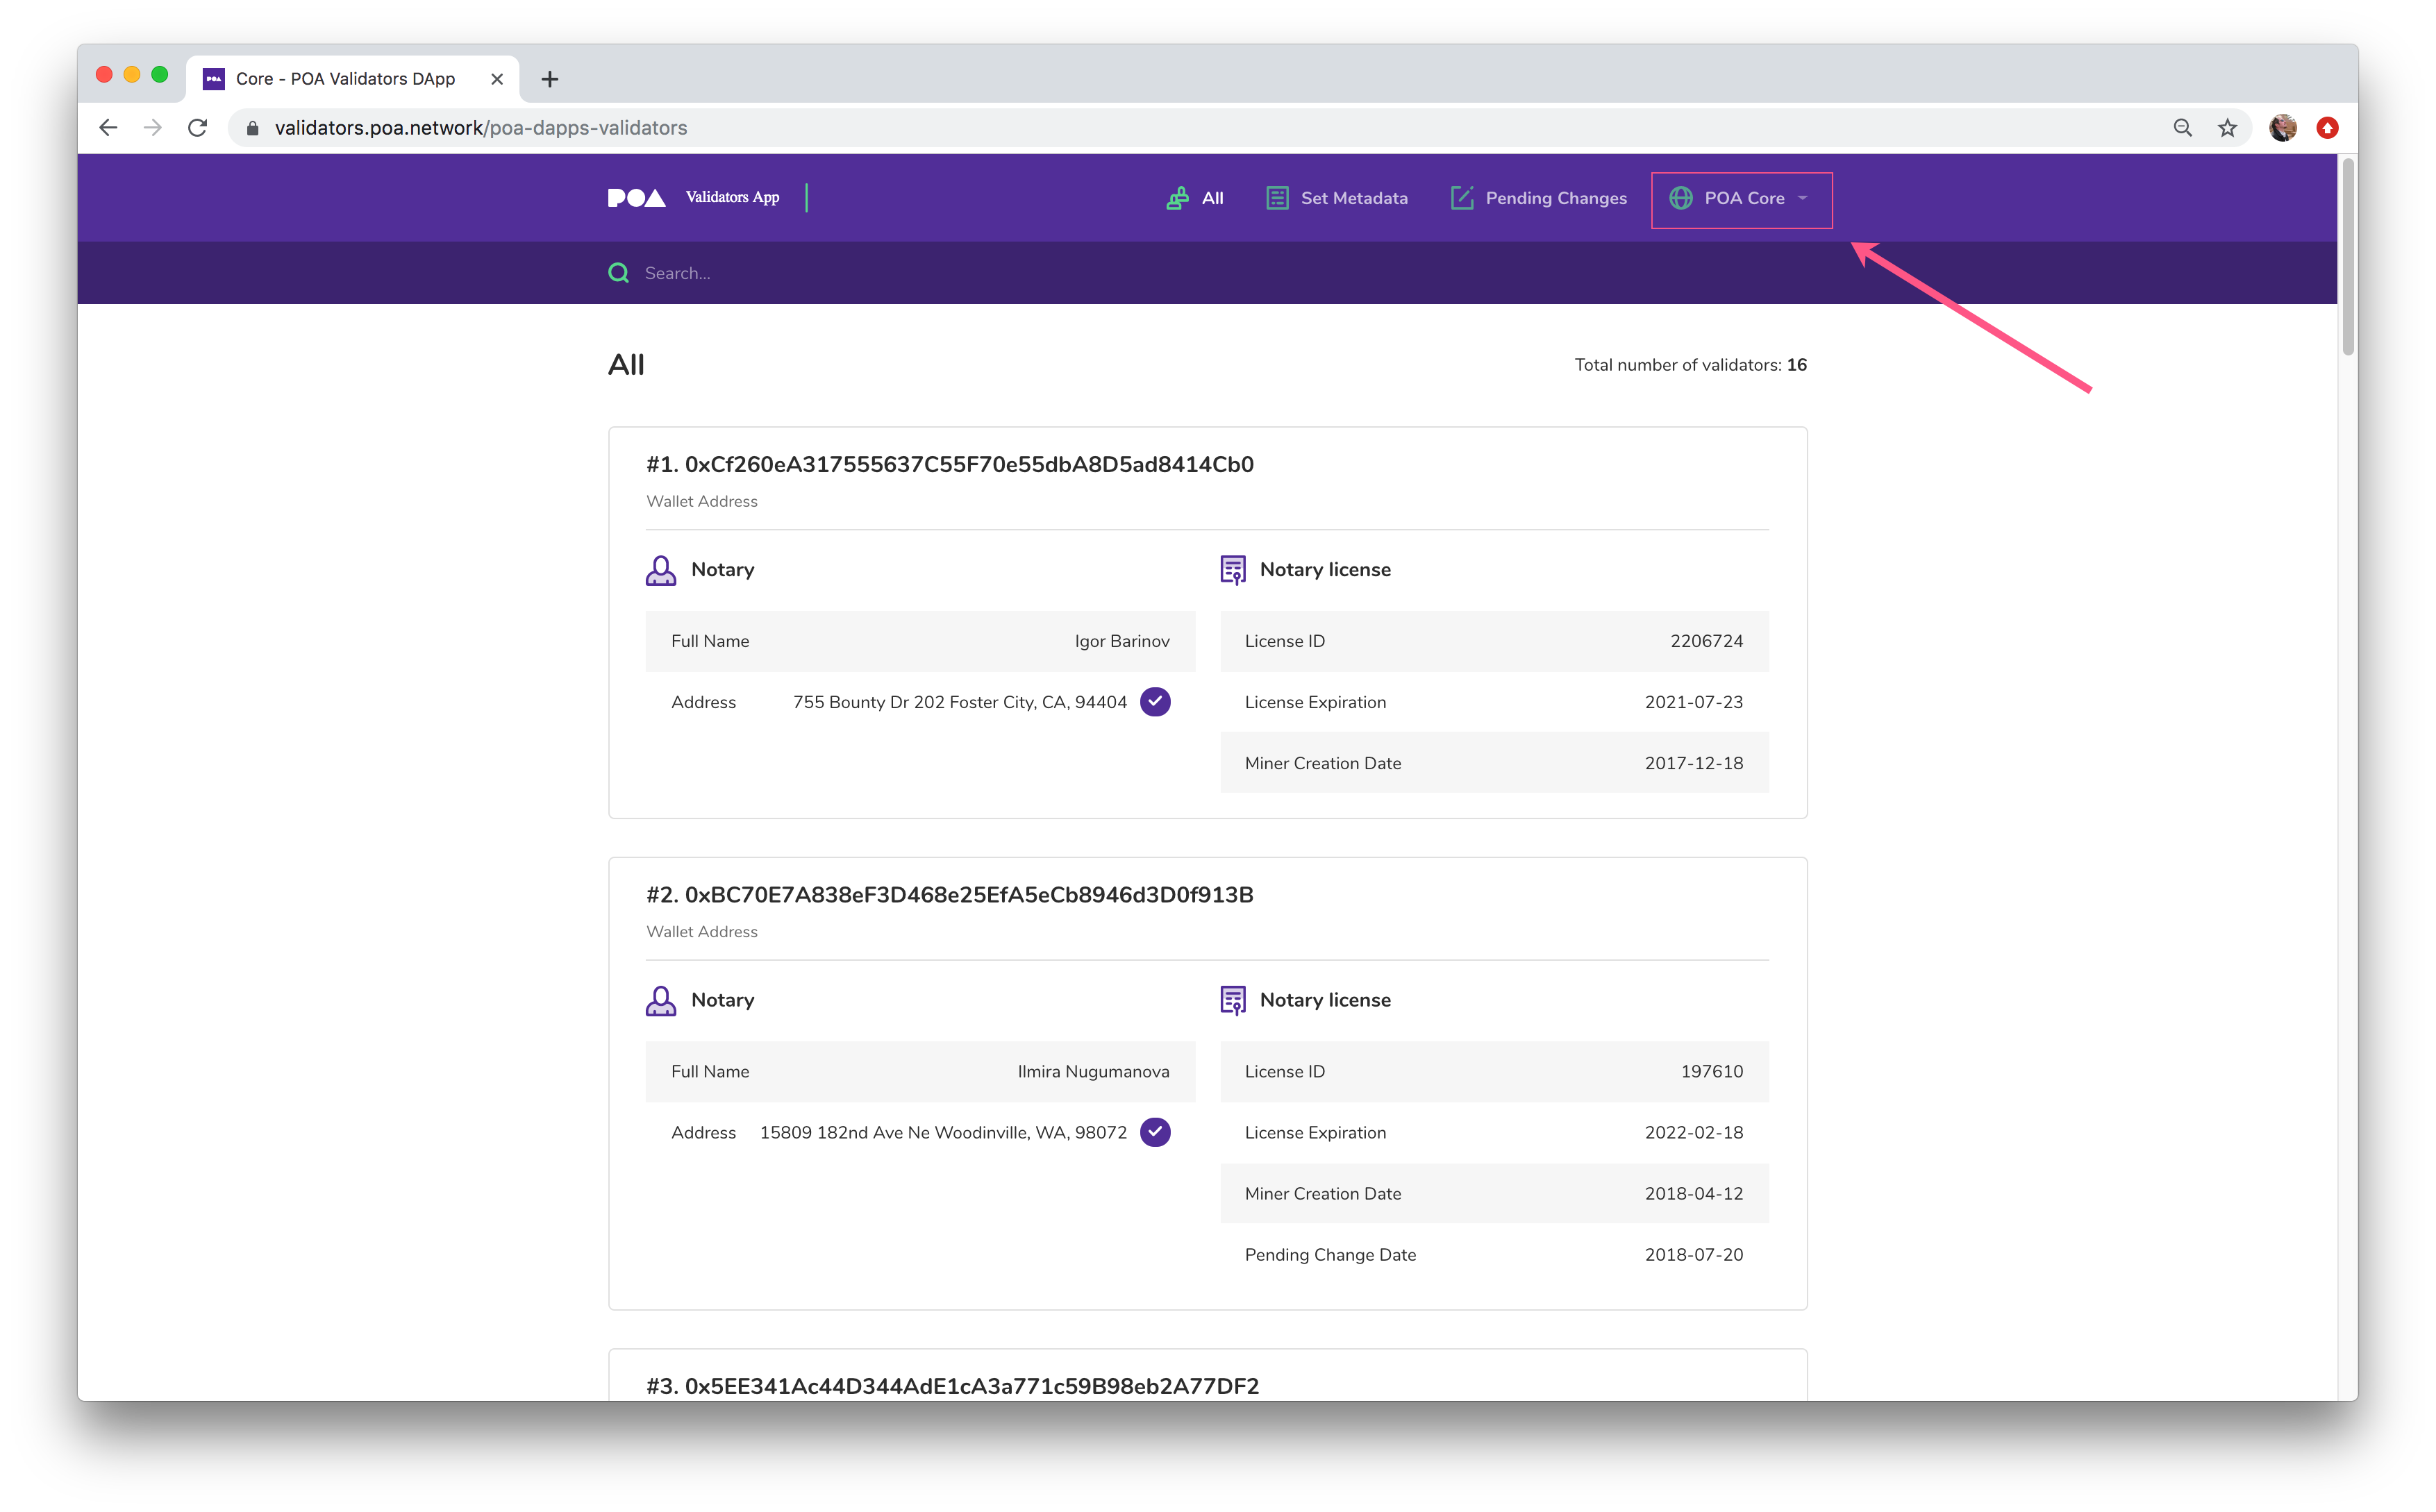 Core - POA Validators DApp
validators.poa.network/poa-dapps-validators
POA Validators App All Set Metadata Pending Changes POA Core
Search...
All Total number of validators: 16
#1. 0xCf260eA317555637C55F70e55dbA8D5ad8414Cb0
Wallet Address
Notary Notary license
Full Name Igor Barinov License ID 2206724
Address 755 Bounty Dr 202 Foster City, CA, 94404 License Expiration 2021-07-23
Miner Creation Date 2017-12-18
#2. 0xBC70E7A838eF3D468e25EfA5eCb8946d3D0f913B
Wallet Address
Notary Notary license
Full Name Ilmira Nugumanova License ID 197610
Address 15809 182nd Ave Ne Woodinville, WA, 98072 License Expiration 2022-02-18
Miner Creation Date 2018-04-12
Pending Change Date 2018-07-20
#3. 0x5EE341Ac44D344AdE1cA3a771c59B98eb2A77DF2